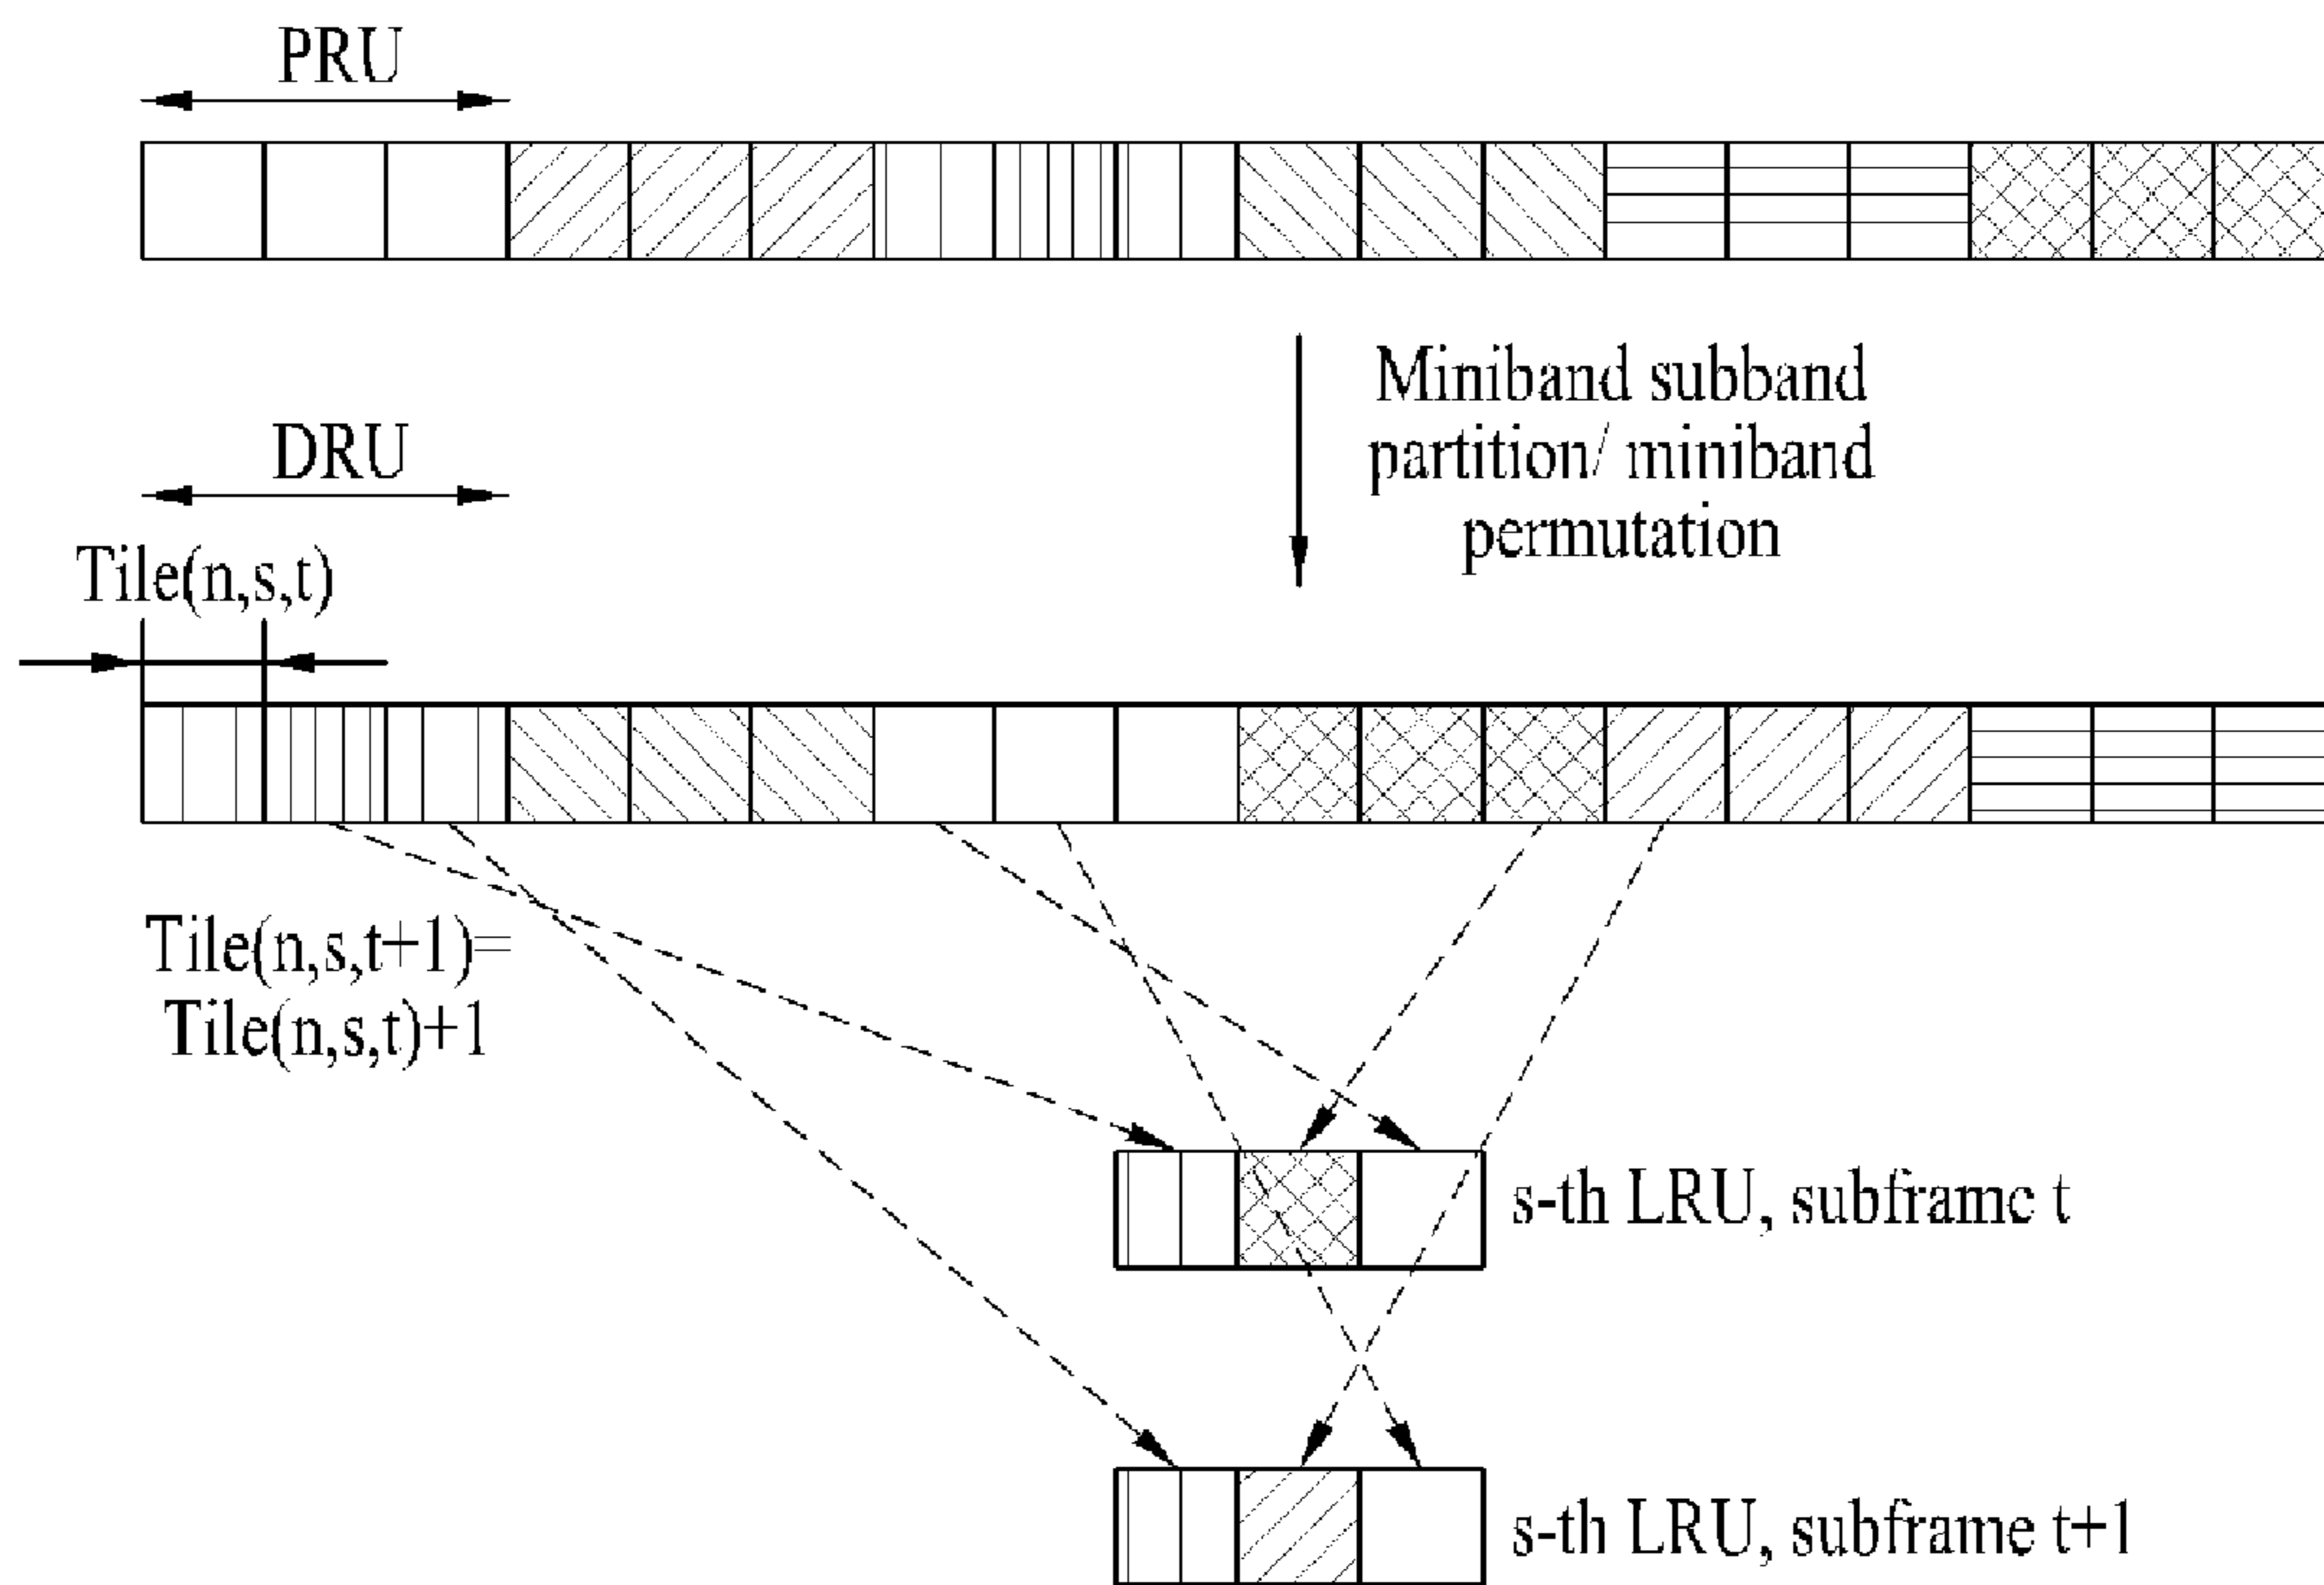 PRU
Miniband subband
partition/ miniband
permutation
DRU
Tile(n,s,t)
Tile(n,s,t+1)=
Tile(n,s,t)+1
s-th LRU, subframe t
s-th LRU, subframe t+1